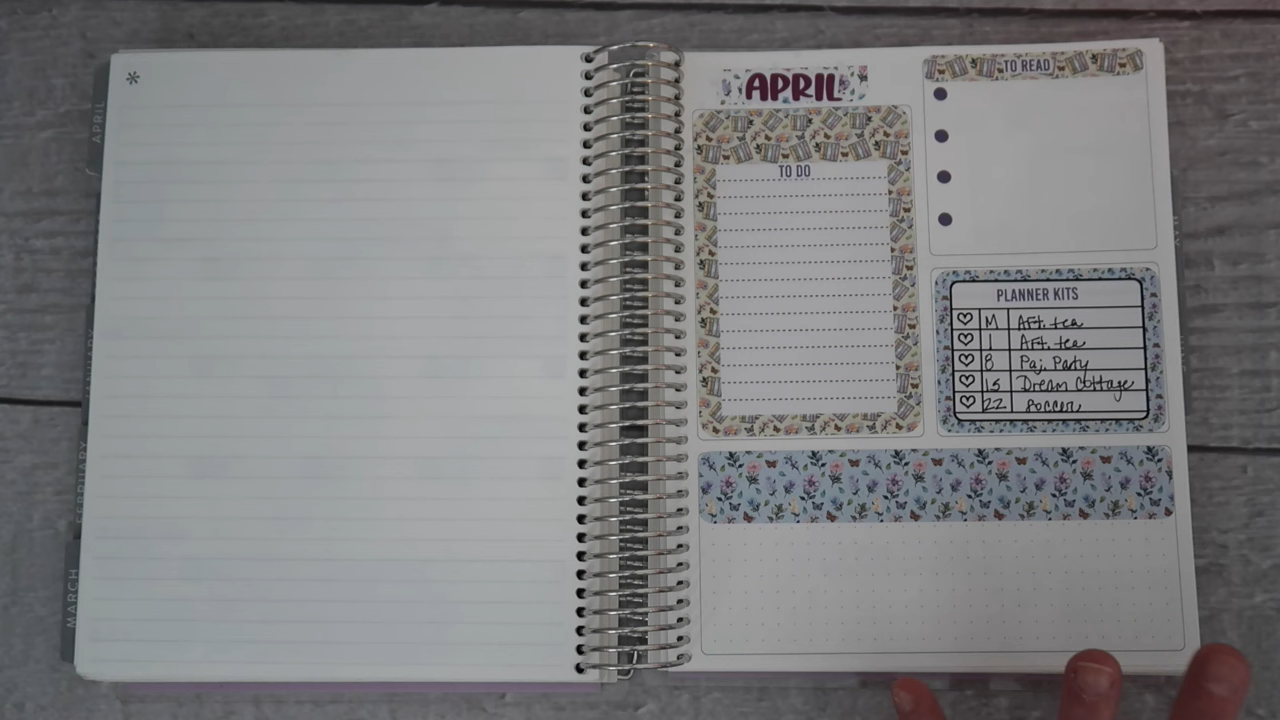 *
APRIL
FEBRUARY
MARCH
APRIL
TO DO
TO READ
PLANNER KITS
M Aft. tea
1 Aft. tea
8 Paj. Party
15 Dream Cottage
22 Soccer